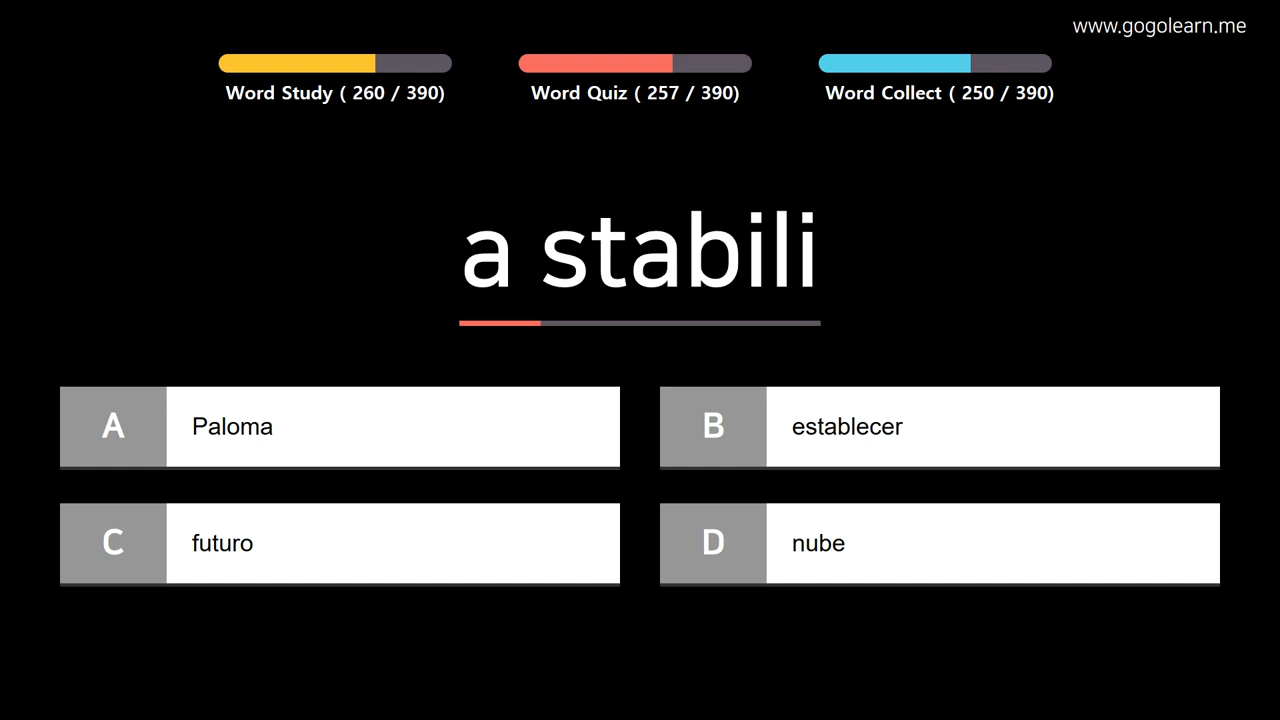 www.gogolearn.me
Word Study ( 260 / 390)
Word Quiz ( 257 / 390)
Word Collect ( 250 / 390)
a stabili
A Paloma
B establecer
C futuro
D nube